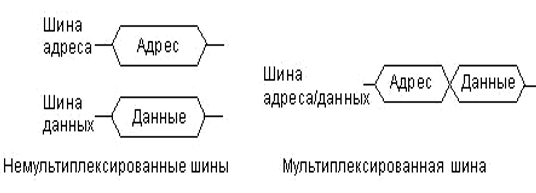 Шина
адреса
Адрес
Шина
данных
Данные
Немультиплексированные шины
Шина
адреса/данных
Адрес
Данные
Мультиплексированная шина